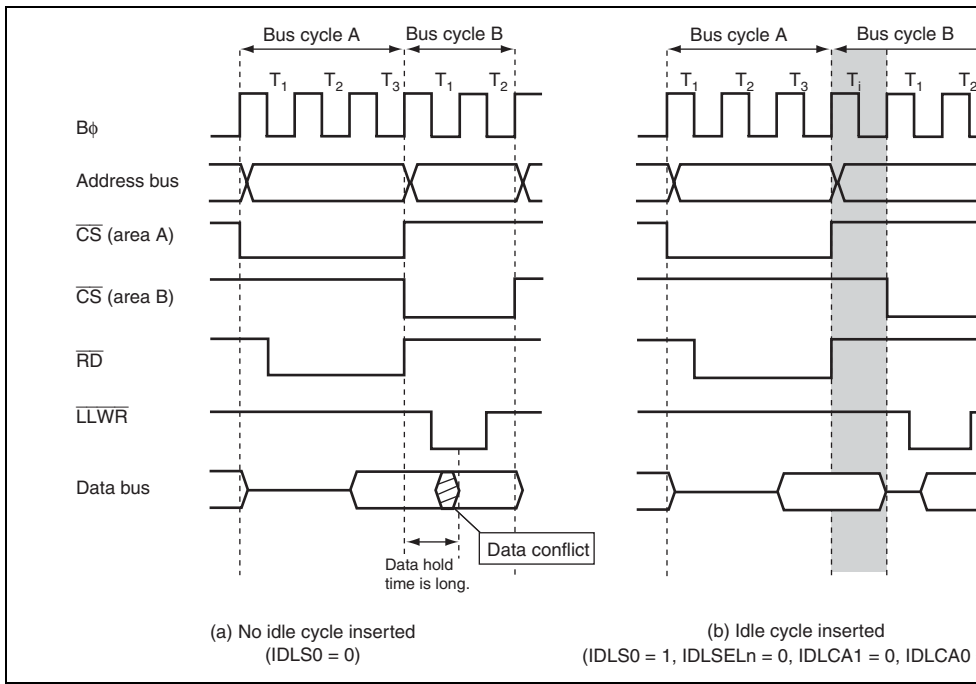 Bus cycle A
Bus cycle B
Bus cycle A
Bus cycle B
T1 T2 T3 T1 T2
T1 T2 T3 Ti T1 T2
Bφ
Address bus
CS (area A)
CS (area B)
RD
LLWR
Data bus
Data conflict
Data hold
time is long.
(a) No idle cycle inserted
(IDLS0 = 0)
(b) Idle cycle inserted
(IDLS0 = 1, IDLSELn = 0, IDLCA1 = 0, IDLCA0